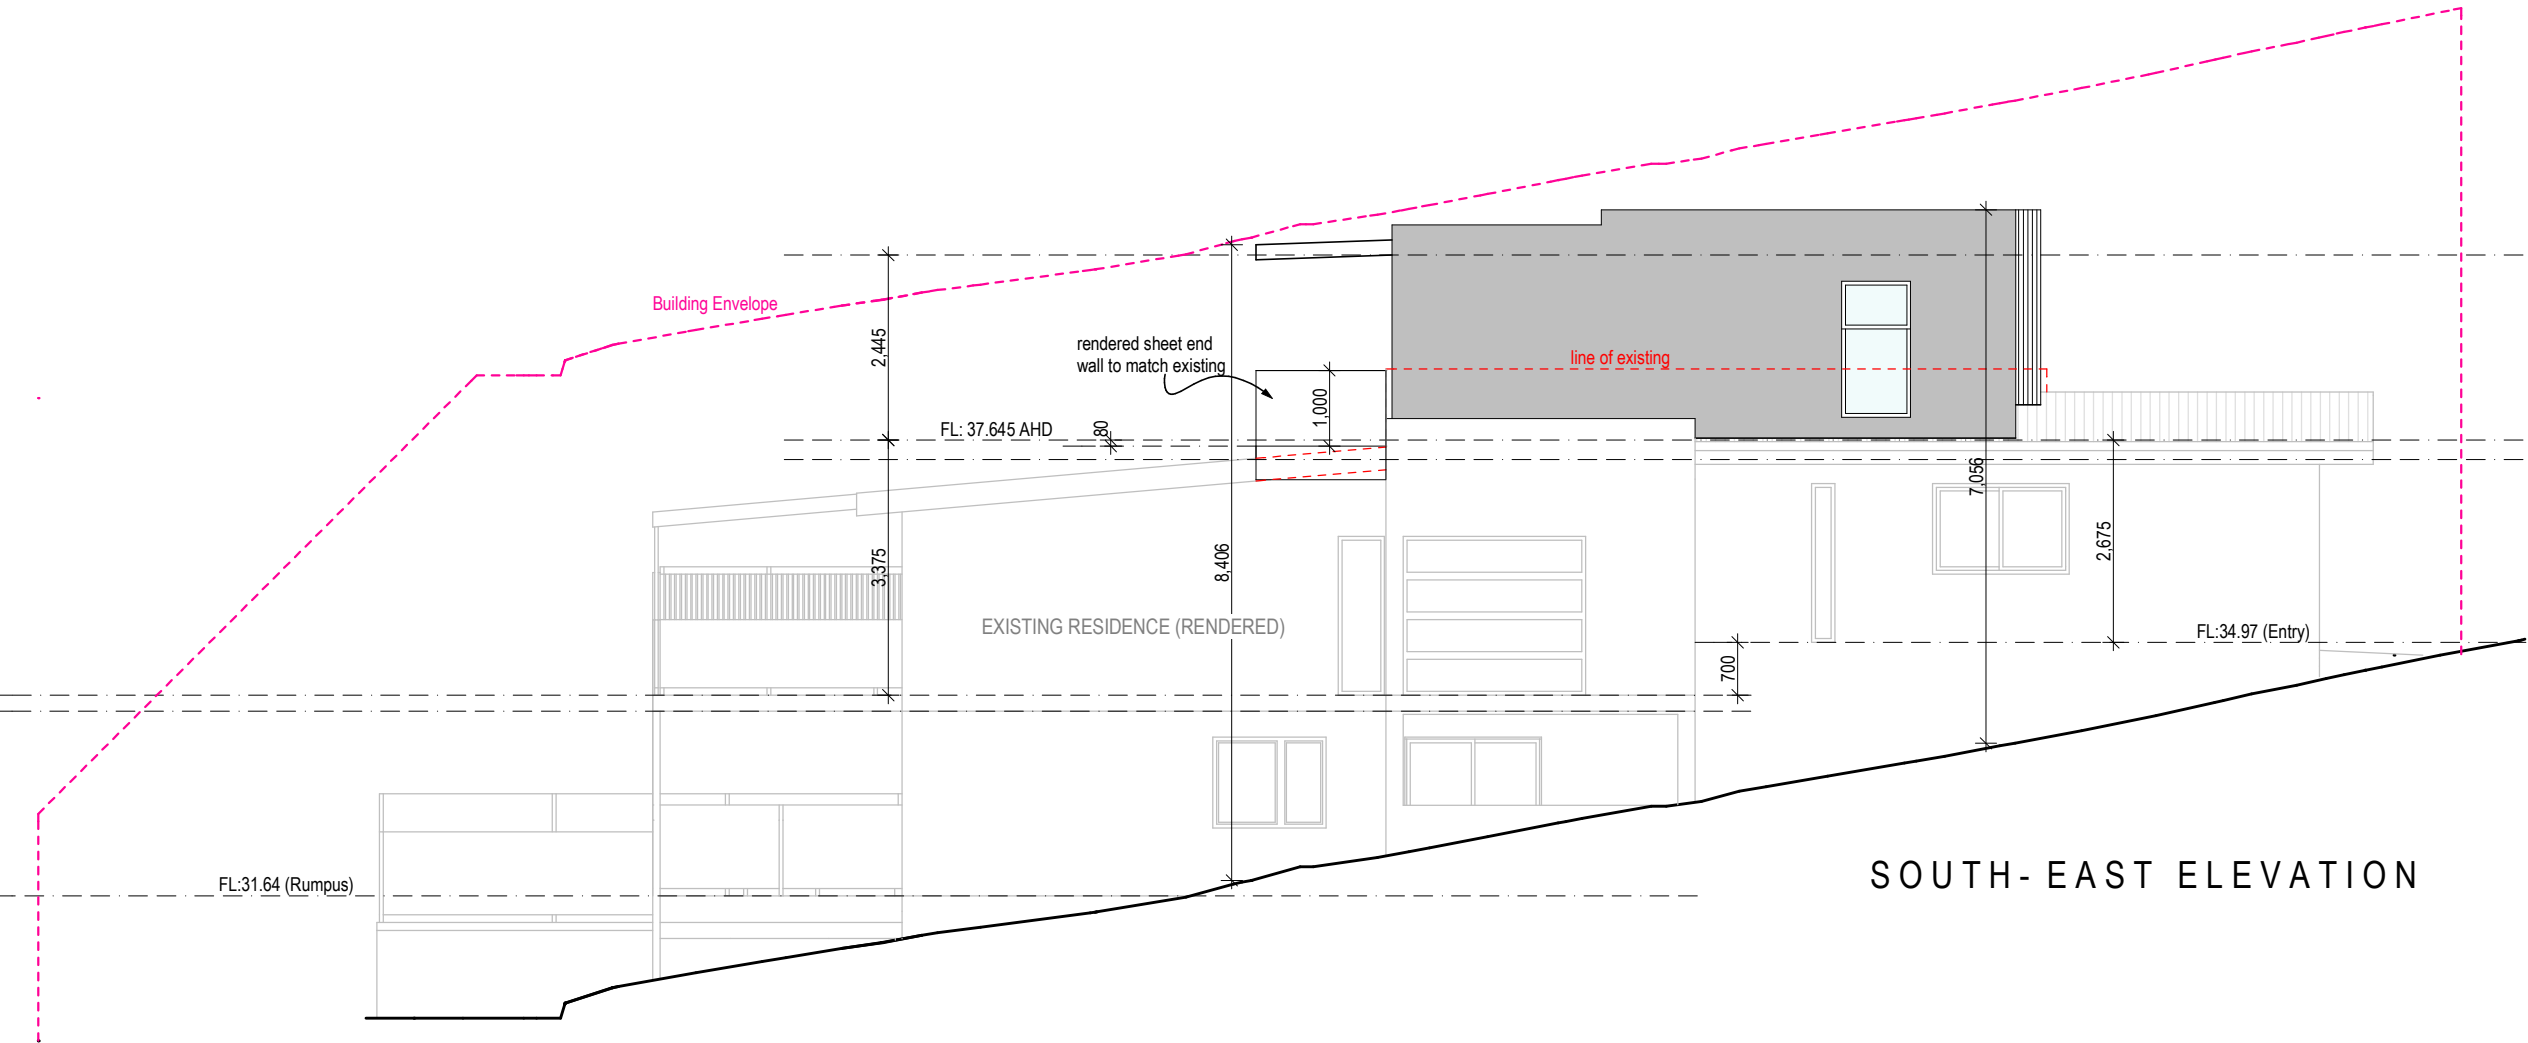 Building Envelope
2,445
rendered sheet end
wall to match existing
line of existing
1,000
FL: 37.645 AHD
80
7,056
3,375
8,406
2,675
EXISTING RESIDENCE (RENDERED)
FL:34.97 (Entry)
700
FL:31.64 (Rumpus)
SOUTH- EAST ELEVATION